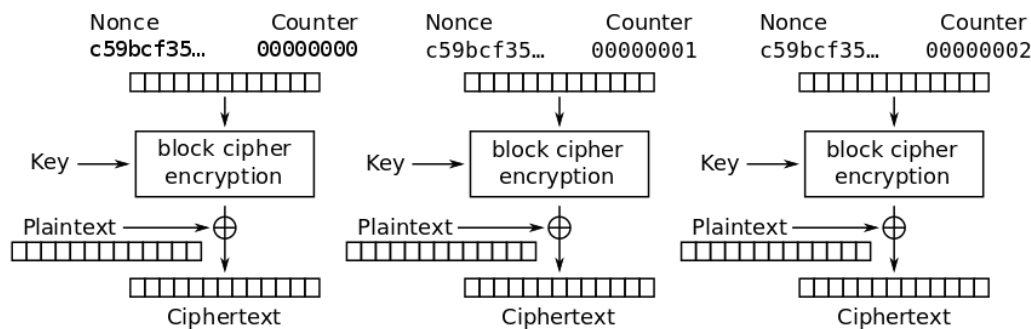 Nonce Counter Nonce Counter Nonce Counter
c59bcf35… 00000000 c59bcf35… 00000001 c59bcf35… 00000002
block cipher block cipher block cipher
Key Key Key
encryption encryption encryption
Plaintext Plaintext Plaintext
Ciphertext Ciphertext Ciphertext